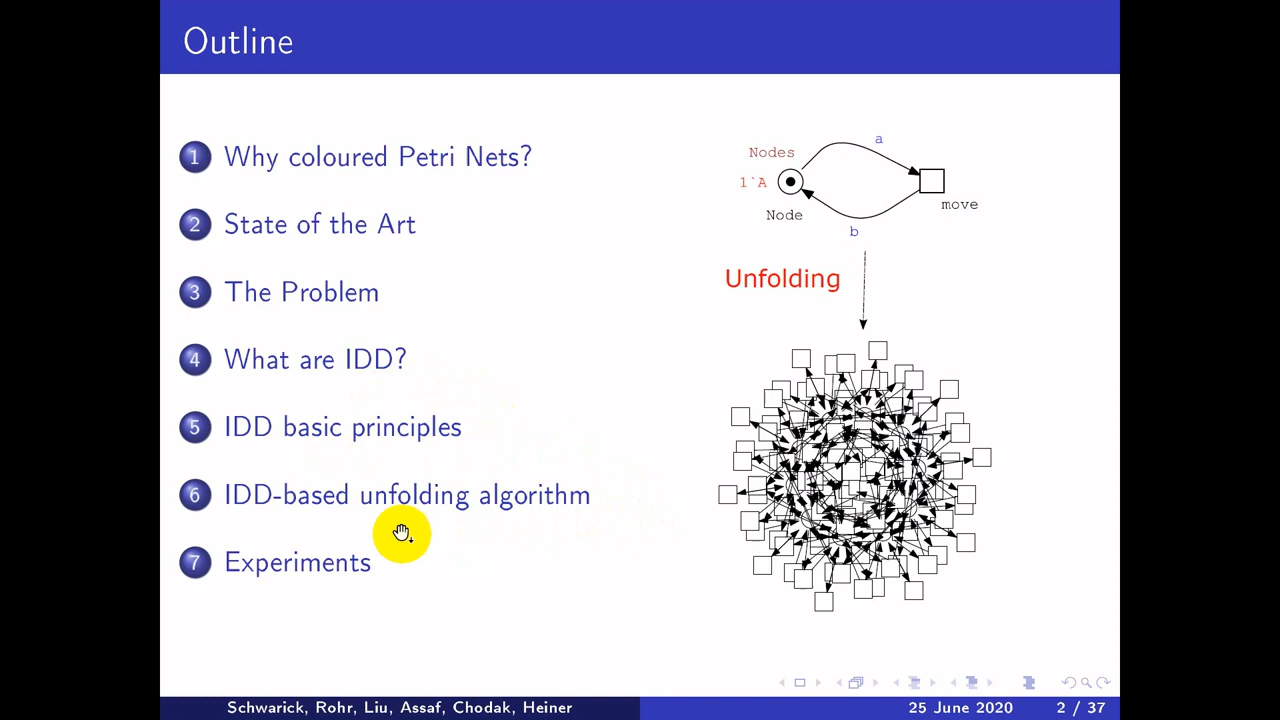 Outline
1 Why coloured Petri Nets?
2 State of the Art
3 The Problem
4 What are IDD?
5 IDD basic principles
6 IDD-based unfolding algorithm
7 Experiments
a
Nodes
1`A
Node
move
b
Unfolding
Schwarick, Rohr, Liu, Assaf, Chodak, Heiner
25 June 2020
2 / 37